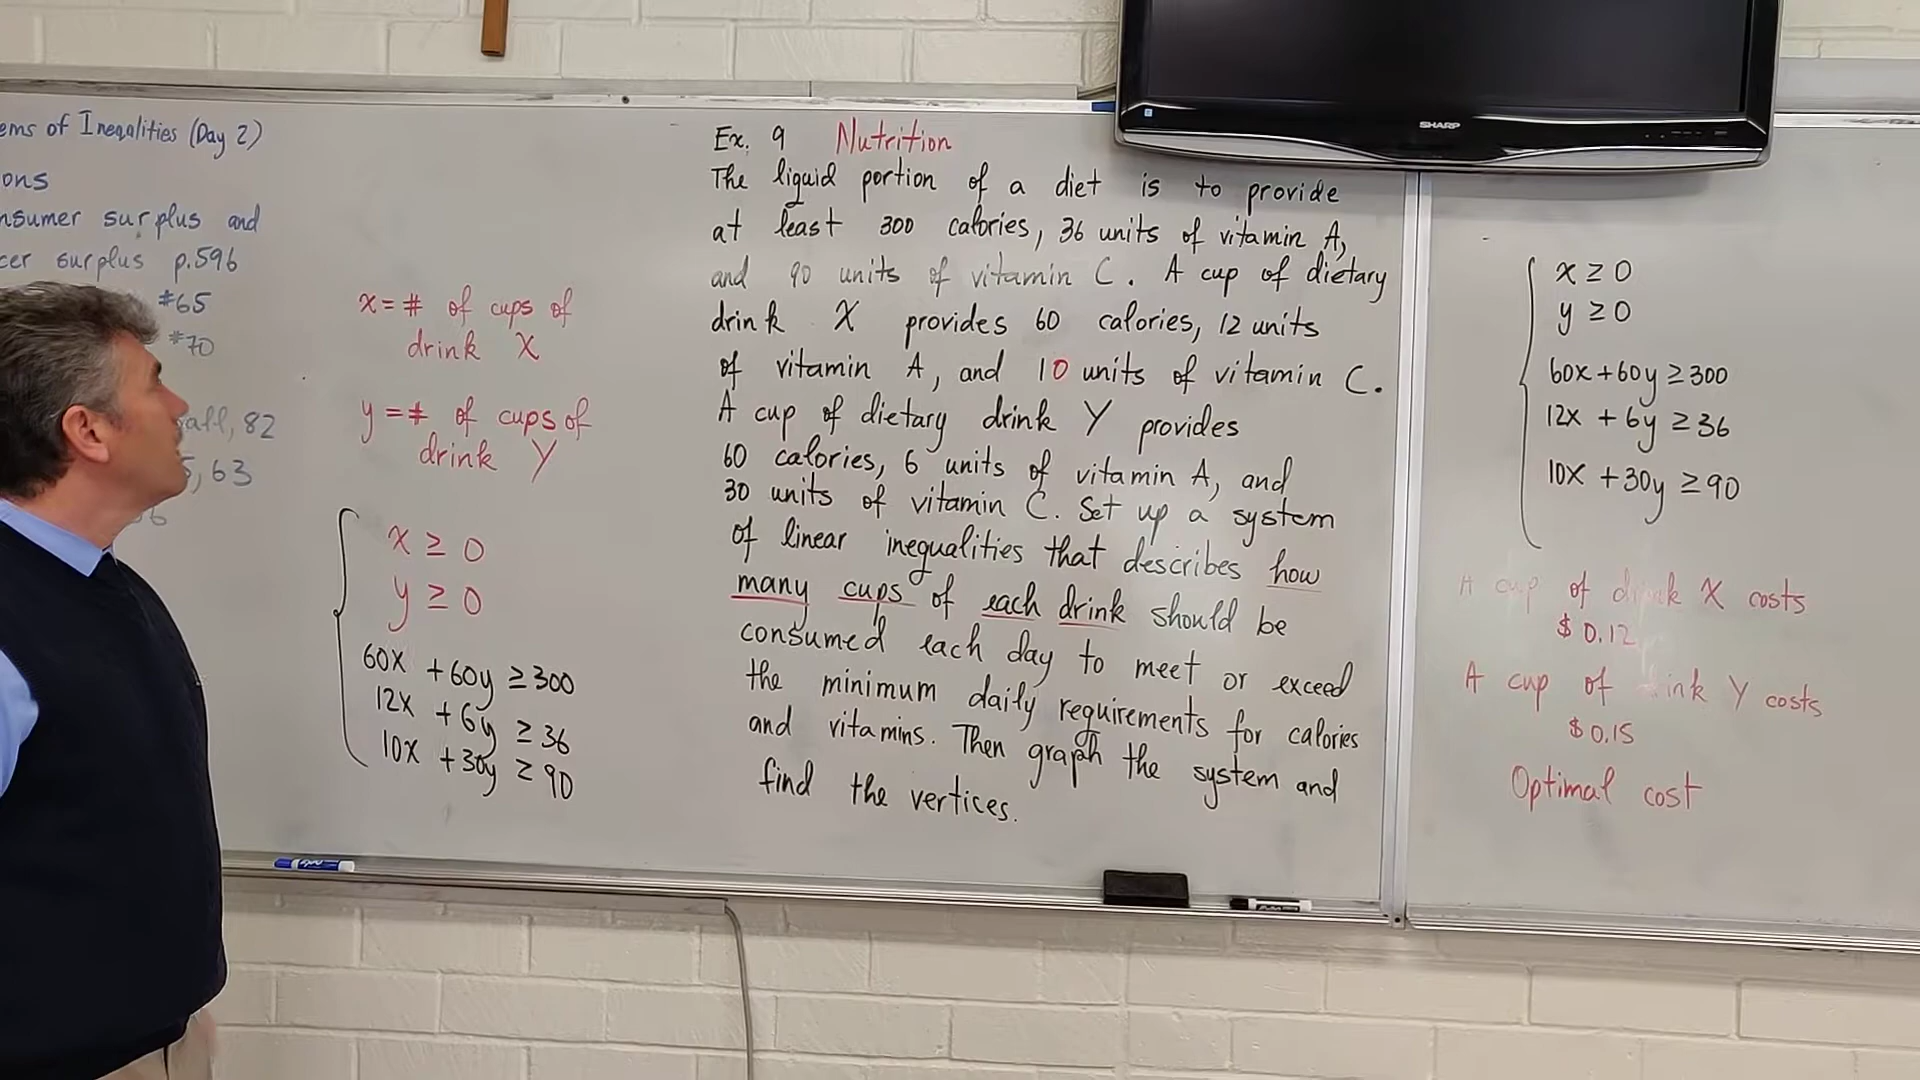 ems of Ineqalities (Day 2)
ons
nsumer surplus and
cer surplus p.596
#65
#70
all, 82
5, 63
x = # of cups of
drink X
y = # of cups of
drink Y
x ≥ 0
y ≥ 0
60x + 60y ≥ 300
12x + 6y ≥ 36
10x + 30y ≥ 90
Ex. 9 Nutrition
The liquid portion of a diet is to provide
at least 300 calories, 36 units of vitamin A,
and 90 units of vitamin C. A cup of dietary
drink X provides 60 calories, 12 units
of vitamin A, and 10 units of vitamin C.
A cup of dietary drink Y provides
60 calories, 6 units of vitamin A, and
30 units of vitamin C. Set up a system
of linear inequalities that describes how
many cups of each drink should be
consumed each day to meet or exceed
the minimum daily requirements for calories
and vitamins. Then graph the system and
find the vertices.
SHARP
x ≥ 0
y ≥ 0
60x + 60y ≥ 300
12x + 6y ≥ 36
10x + 30y ≥ 90
A cup of drink X costs
$ 0.12
A cup of drink Y costs
$ 0.15
Optimal cost